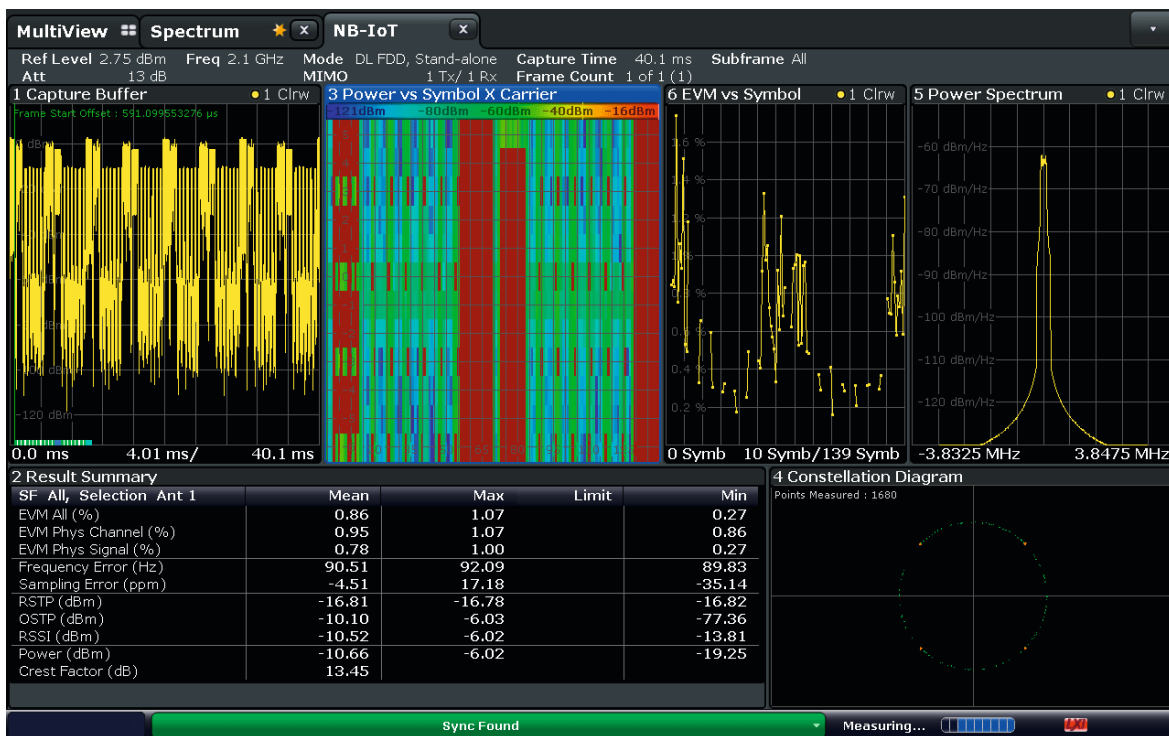 MultiView Spectrum NB-IoT
Ref Level 2.75 dBm Freq 2.1 GHz Mode DL FDD, Stand-alone Capture Time 40.1 ms Subframe All
Att 13 dB MIMO 1 Tx/ 1 Rx Frame Count 1 of 1 (1)
1 Capture Buffer 1 Clrw
Frame Start Offset : 591.099553276 µs
-120 dBm
0.0 ms 4.01 ms/ 40.1 ms
3 Power vs Symbol X Carrier
-121dBm -80dBm -60dBm -40dBm -16dBm
6 EVM vs Symbol 1 Clrw
0.4 %
0.2 %
0 Symb 10 Symb/139 Symb
5 Power Spectrum 1 Clrw
-60 dBm/Hz
-70 dBm/Hz
-80 dBm/Hz
-90 dBm/Hz
-100 dBm/Hz
-110 dBm/Hz
-120 dBm/Hz
-3.8325 MHz 3.8475 MHz
2 Result Summary
SF All, Selection Ant 1 Mean Max Limit Min
EVM All (%) 0.86 1.07 0.27
EVM Phys Channel (%) 0.95 1.07 0.86
EVM Phys Signal (%) 0.78 1.00 0.27
Frequency Error (Hz) 90.51 92.09 89.83
Sampling Error (ppm) -4.51 17.18 -35.14
RSTP (dBm) -16.81 -16.78 -16.82
OSTP (dBm) -10.10 -6.03 -77.36
RSSI (dBm) -10.52 -6.02 -13.81
Power (dBm) -10.66 -6.02 -19.25
Crest Factor (dB) 13.45
4 Constellation Diagram
Points Measured : 1680
Sync Found Measuring... LXI